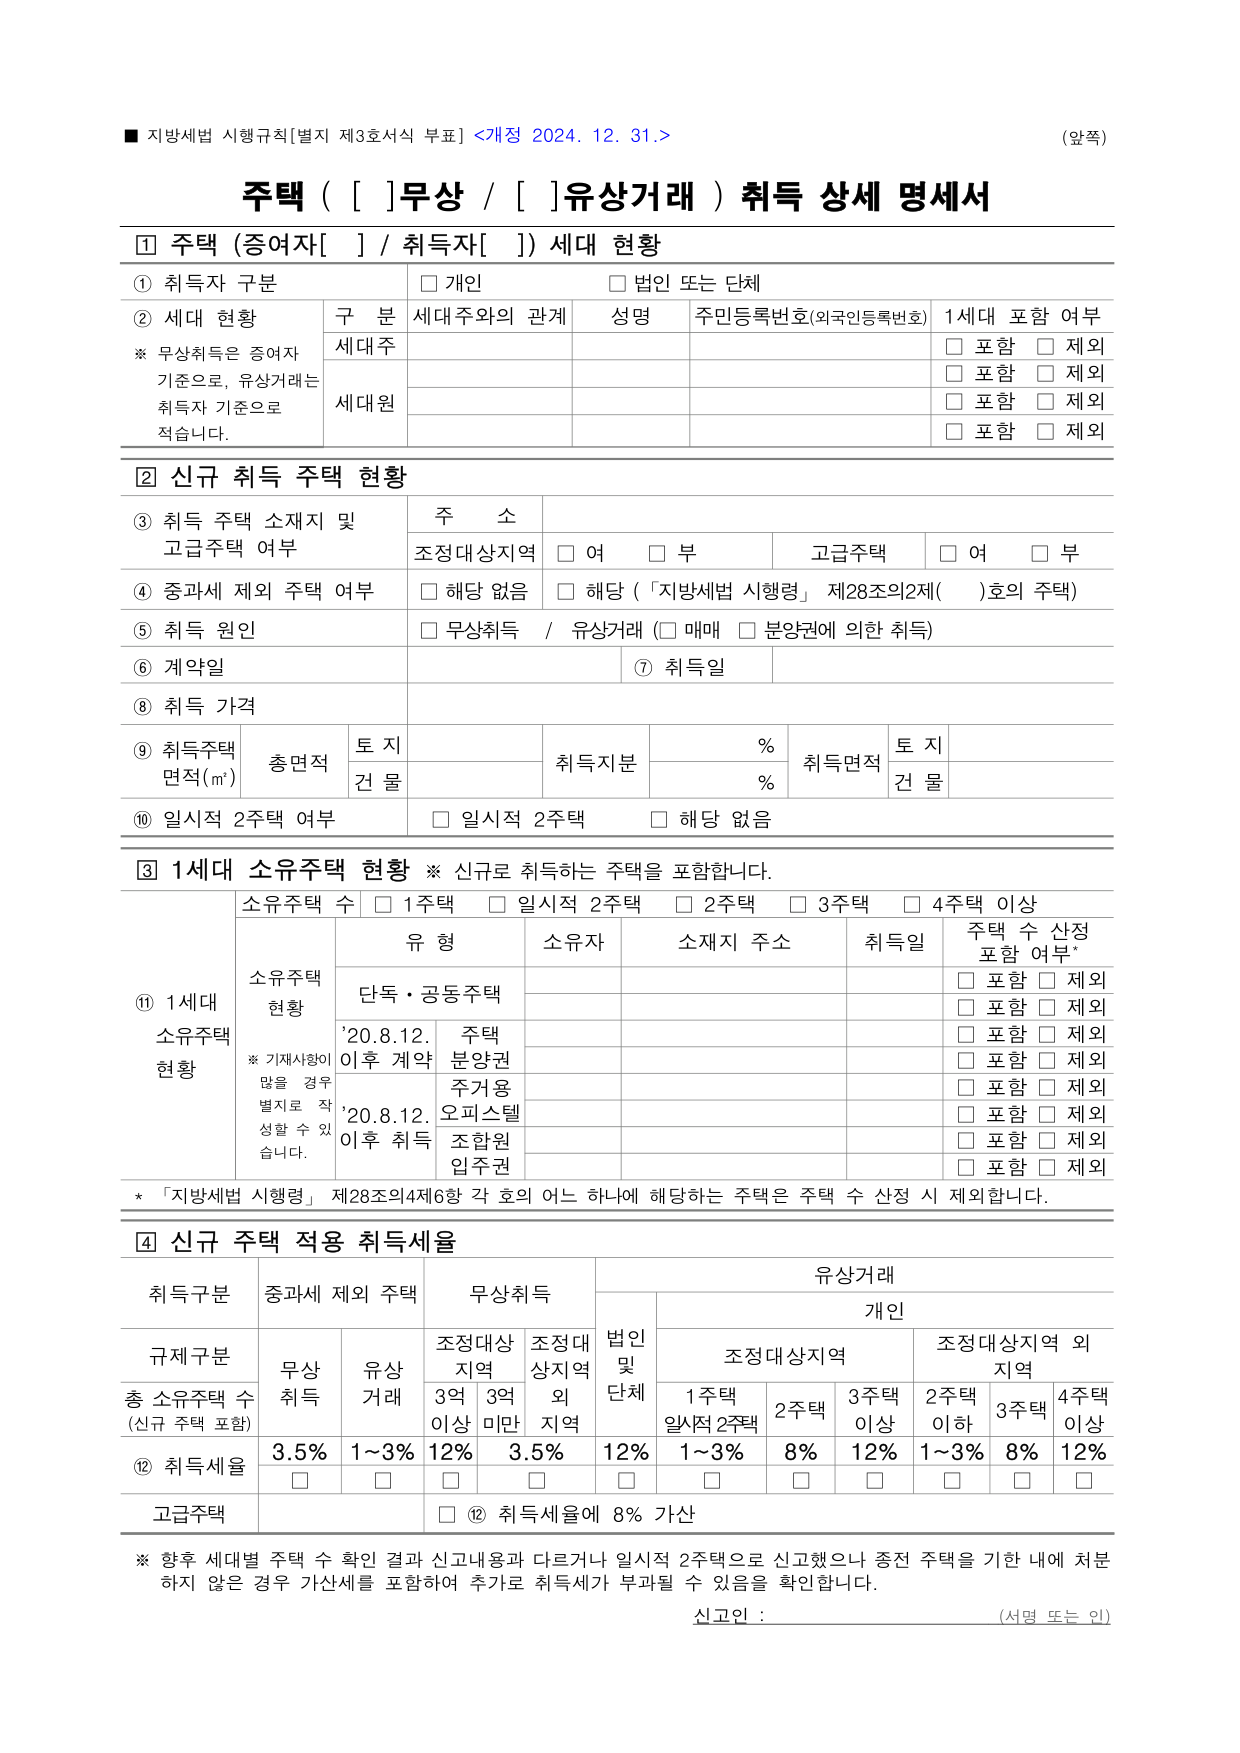 ■ 지방세법 시행규칙[별지 제3호서식 부표] <개정 2024. 12. 31.>
(앞쪽)
주택 ( [ ]무상 / [ ]유상거래 ) 취득 상세 명세서
1 주택 (증여자[ ] / 취득자[ ]) 세대 현황
① 취득자 구분 □ 개인 □ 법인 또는 단체
② 세대 현황
※ 무상취득은 증여자
기준으로, 유상거래는
취득자 기준으로
적습니다.
구 분 세대주와의 관계 성명 주민등록번호(외국인등록번호) 1세대 포함 여부
세대주 □ 포함 □ 제외
세대원
□ 포함 □ 제외
□ 포함 □ 제외
□ 포함 □ 제외
2 신규 취득 주택 현황
③ 취득 주택 소재지 및
고급주택 여부
주 소
조정대상지역 □ 여 □ 부 고급주택 □ 여 □ 부
④ 중과세 제외 주택 여부 □ 해당 없음 □ 해당 (「지방세법 시행령」 제28조의2제( )호의 주택)
⑤ 취득 원인 □ 무상취득 / 유상거래 (□ 매매 □ 분양권에 의한 취득)
⑥ 계약일 ⑦ 취득일
⑧ 취득 가격
⑨ 취득주택
면적(㎡)
총면적
토 지
건 물
취득지분
%
%
취득면적
토 지
건 물
⑩ 일시적 2주택 여부 □ 일시적 2주택 □ 해당 없음
3 1세대 소유주택 현황 ※ 신규로 취득하는 주택을 포함합니다.
⑪ 1세대
소유주택
현황
소유주택 수 □ 1주택 □ 일시적 2주택 □ 2주택 □ 3주택 □ 4주택 이상
소유주택
현황
※ 기재사항이
많을 경우
별지로 작
성할 수 있
습니다.
유 형 소유자 소재지 주소 취득일
주택 수 산정
포함 여부*
단독・공동주택
□ 포함 □ 제외
□ 포함 □ 제외
’20.8.12.
이후 계약
주택
분양권
□ 포함 □ 제외
□ 포함 □ 제외
’20.8.12.
이후 취득
주거용
오피스텔
□ 포함 □ 제외
□ 포함 □ 제외
조합원
입주권
□ 포함 □ 제외
□ 포함 □ 제외
* 「지방세법 시행령」 제28조의4제6항 각 호의 어느 하나에 해당하는 주택은 주택 수 산정 시 제외합니다.
4 신규 주택 적용 취득세율
취득구분 중과세 제외 주택 무상취득 유상거래
법인
및
단체
개인
규제구분
무상
취득
유상
거래
조정대상
지역
조정대
상지역
외
지역
조정대상지역
조정대상지역 외
지역
총 소유주택 수
(신규 주택 포함)
3억
이상
3억
미만
1주택
일시적 2주택
2주택
3주택
이상
2주택
이하
3주택
4주택
이상
⑫ 취득세율
3.5% 1~3% 12% 3.5% 12% 1~3% 8% 12% 1~3% 8% 12%
□ □ □ □ □ □ □ □ □ □ □
고급주택 □ ⑫ 취득세율에 8% 가산
※ 향후 세대별 주택 수 확인 결과 신고내용과 다르거나 일시적 2주택으로 신고했으나 종전 주택을 기한 내에 처분
하지 않은 경우 가산세를 포함하여 추가로 취득세가 부과될 수 있음을 확인합니다.
신고인 : (서명 또는 인)